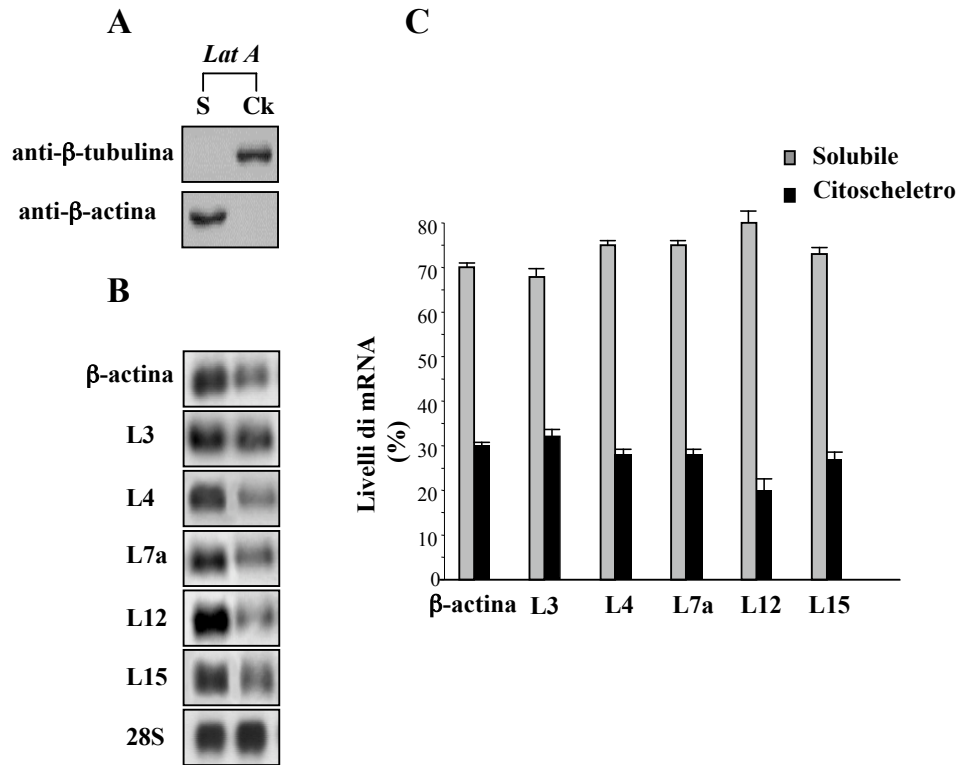 A
Lat A
S Ck
anti-β-tubulina
anti-β-actina
B
β-actina
L3
L4
L7a
L12
L15
28S
C
Solubile
Citoscheletro
Livelli di mRNA
(%)
80
70
60
50
40
30
20
10
0
β-actina L3 L4 L7a L12 L15